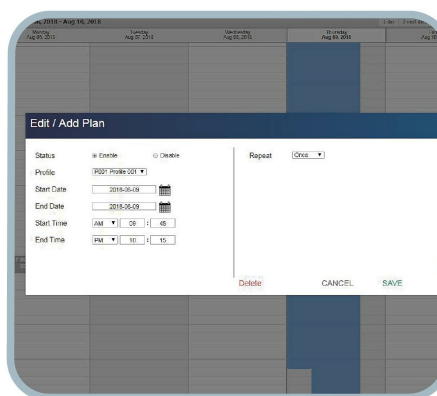 2018 - Aug 10, 2018
Monday
Aug 06, 2018
Tuesday
Aug 07, 2018
Wednesday
Aug 08, 2018
Thursday
Aug 09, 2018
Aug 10
Edit / Add Plan
Status
Enable
Disable
Repeat
Once
Profile
P001 Profile 001
Start Date
2018-08-09
End Date
2018-08-09
Start Time
AM
09
:
45
End Time
PM
10
:
15
Delete
CANCEL
SAVE